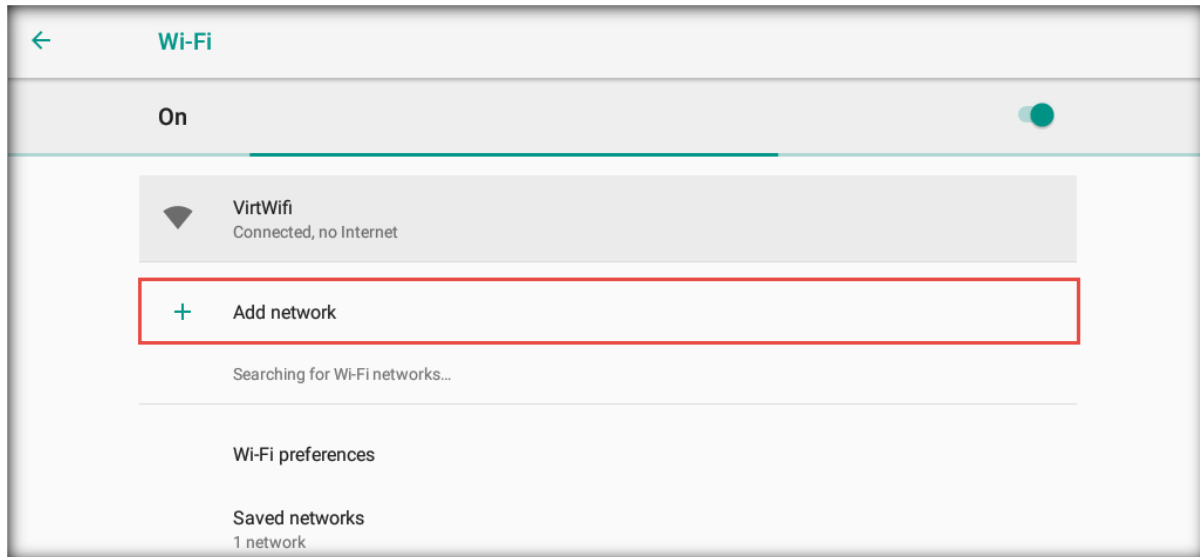 Wi-Fi
On
VirtWifi
Connected, no Internet
Add network
Searching for Wi-Fi networks...
Wi-Fi preferences
Saved networks
1 network